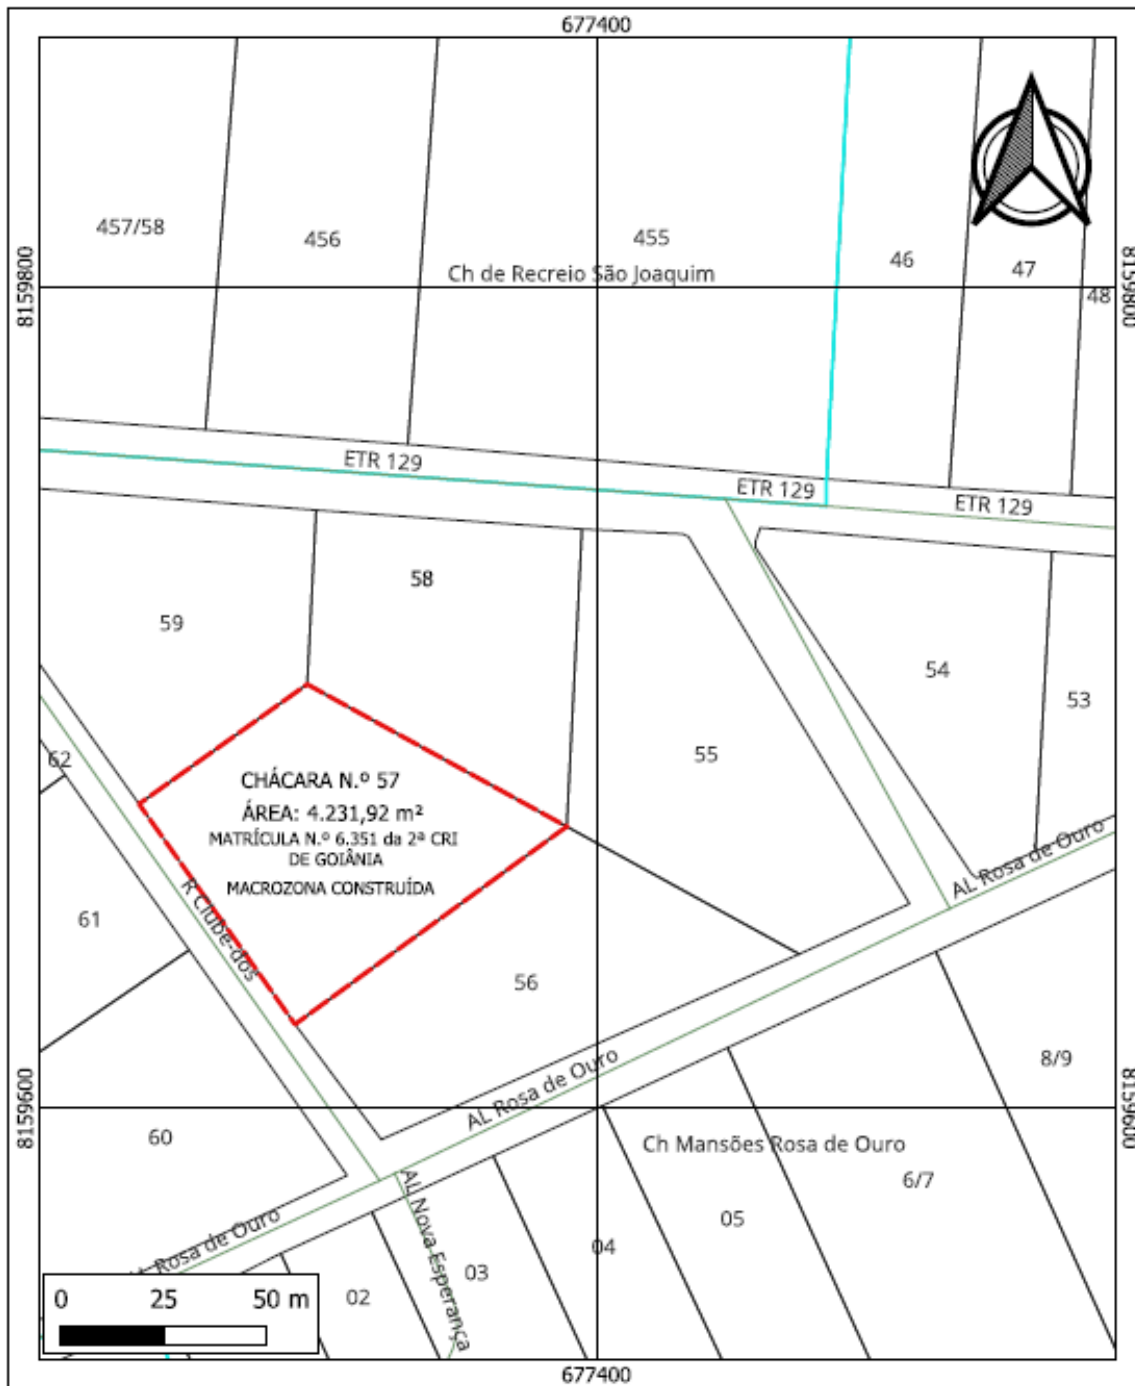 677400
457/58
456
455
46
47
48
8159800
8159800
Ch de Recreio São Joaquim
ETR 129
ETR 129
ETR 129
58
59
54
53
55
62
CHÁCARA N.º 57
ÁREA: 4.231,92 m²
MATRÍCULA N.º 6.351 da 2ª CRI
DE GOIÂNIA
MACROZONA CONSTRUÍDA
R Clube-dos
61
56
AL Rosa de Ouro
AL Rosa de Ouro
8/9
8159600
8159600
60
Ch Mansões Rosa de Ouro
6/7
05
04
03
02
AL Nova Esperança
Rosa de Ouro
0 25 50 m
677400